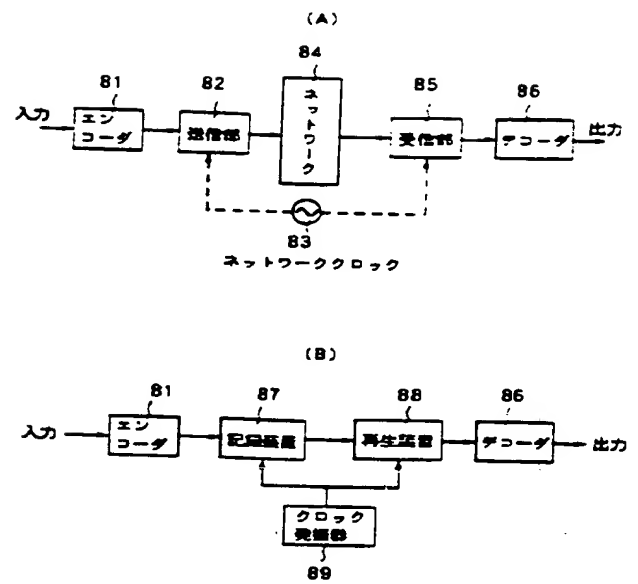 (A)
84
81
82
85
86
入力
エン
コーダ
送信部
ネットワーク
受信部
デコーダ
出力
83
ネットワーククロック
(B)
81
87
88
86
入力
エン
コーダ
記録装置
再生装置
デコーダ
出力
クロック
発振器
89